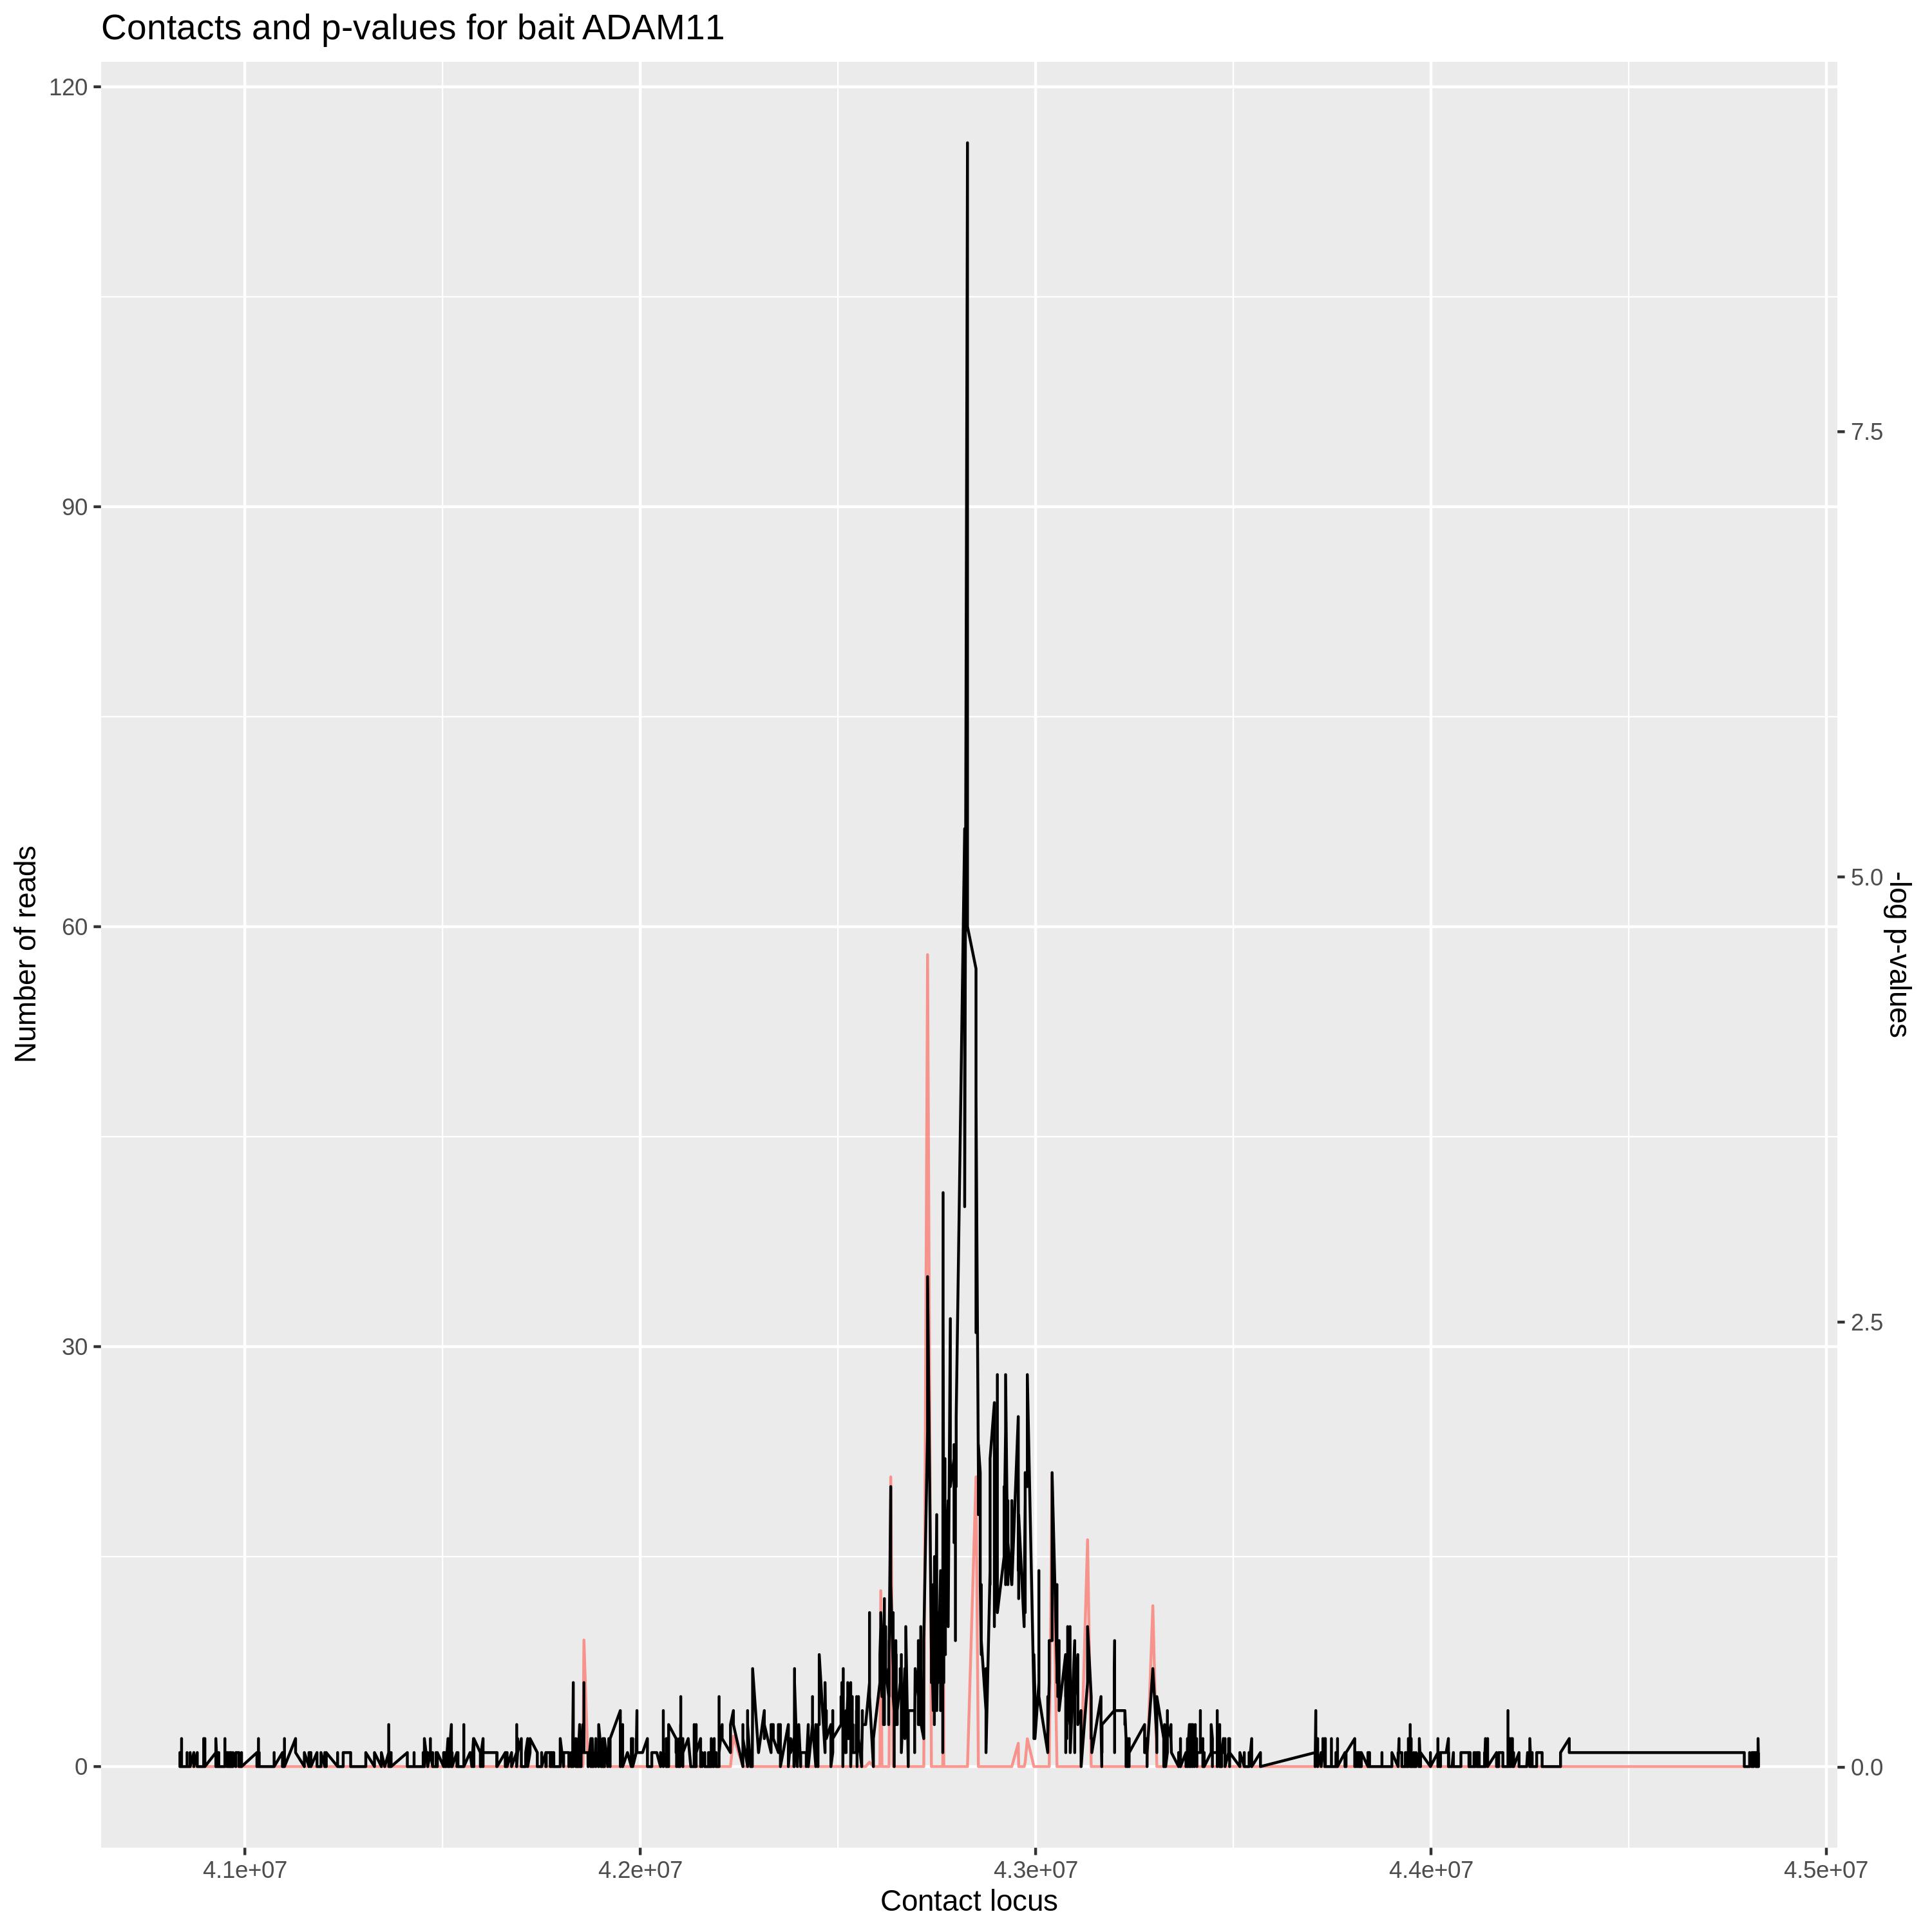 Contacts and p-values for bait ADAM11
120
90
60
30
0
Number of reads
7.5
5.0
2.5
0.0
-log p-values
4.1e+07
4.2e+07
4.3e+07
4.4e+07
4.5e+07
Contact locus